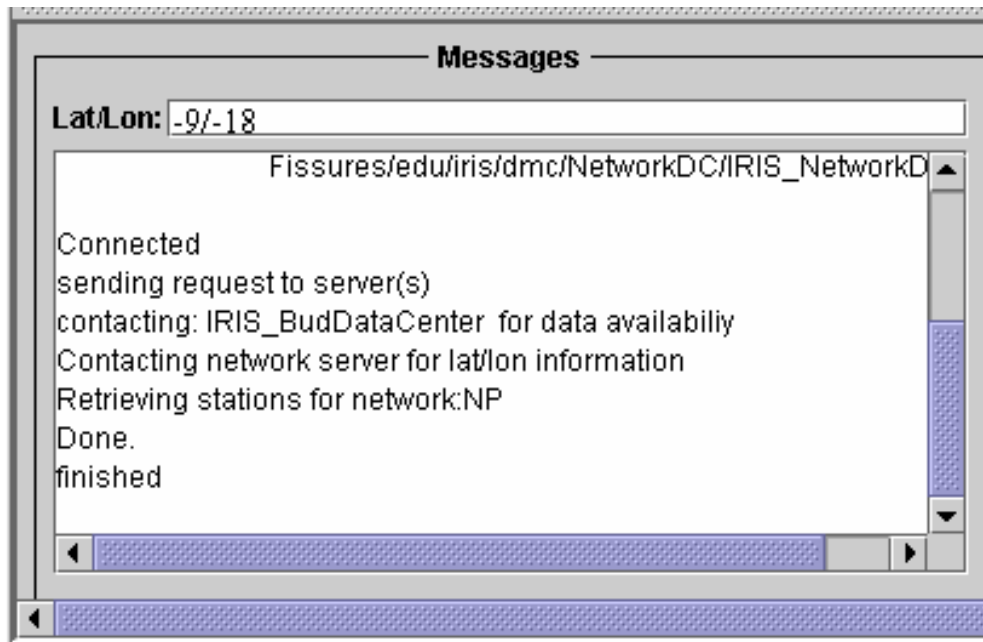 Messages
Lat/Lon: -9/-18
Fissures/edu/iris/dmc/NetworkDC/IRIS_NetworkD
Connected
sending request to server(s)
contacting: IRIS_BudDataCenter for data availabiliy
Contacting network server for lat/lon information
Retrieving stations for network:NP
Done.
finished